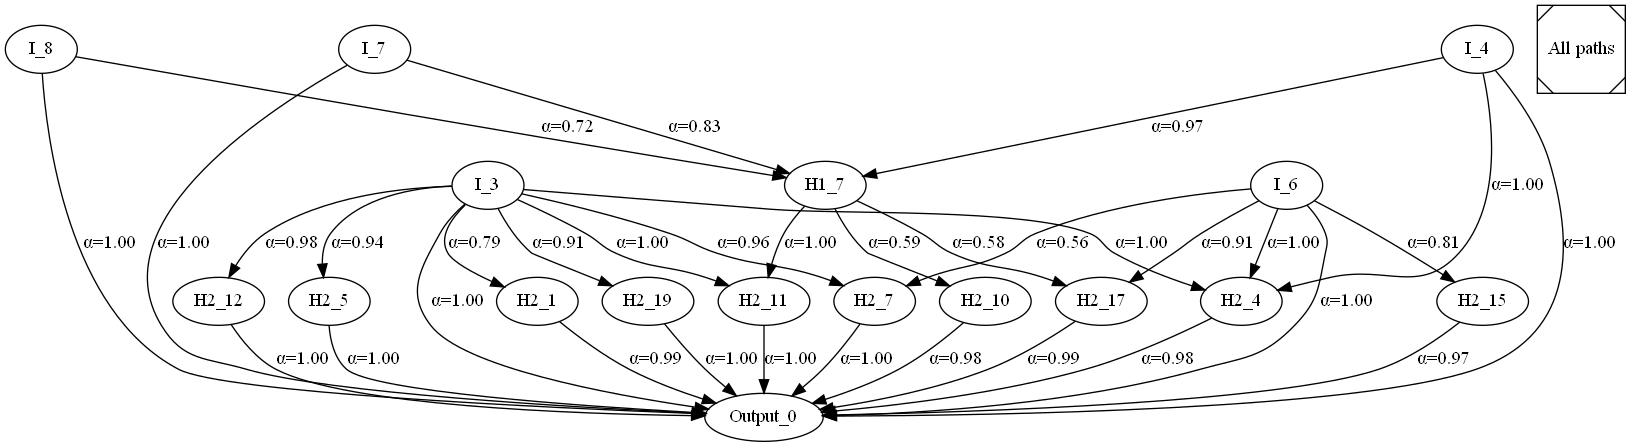 I_8
I_7
I_4
All paths
α=0.72
α=0.83
α=0.97
I_3
H1_7
I_6
α=1.00
α=1.00
α=1.00
α=0.98
α=0.94
α=0.79
α=0.91
α=1.00
α=0.96
α=1.00
α=0.59
α=0.58
α=0.56
α=1.00
α=0.91
α=1.00
α=0.81
α=1.00
H2_12
H2_5
α=1.00
H2_1
H2_19
H2_11
H2_7
H2_10
H2_17
H2_4
α=1.00
H2_15
α=1.00
α=1.00
α=0.99
α=1.00
α=1.00
α=1.00
α=0.98
α=0.99
α=0.98
α=0.97
Output_0